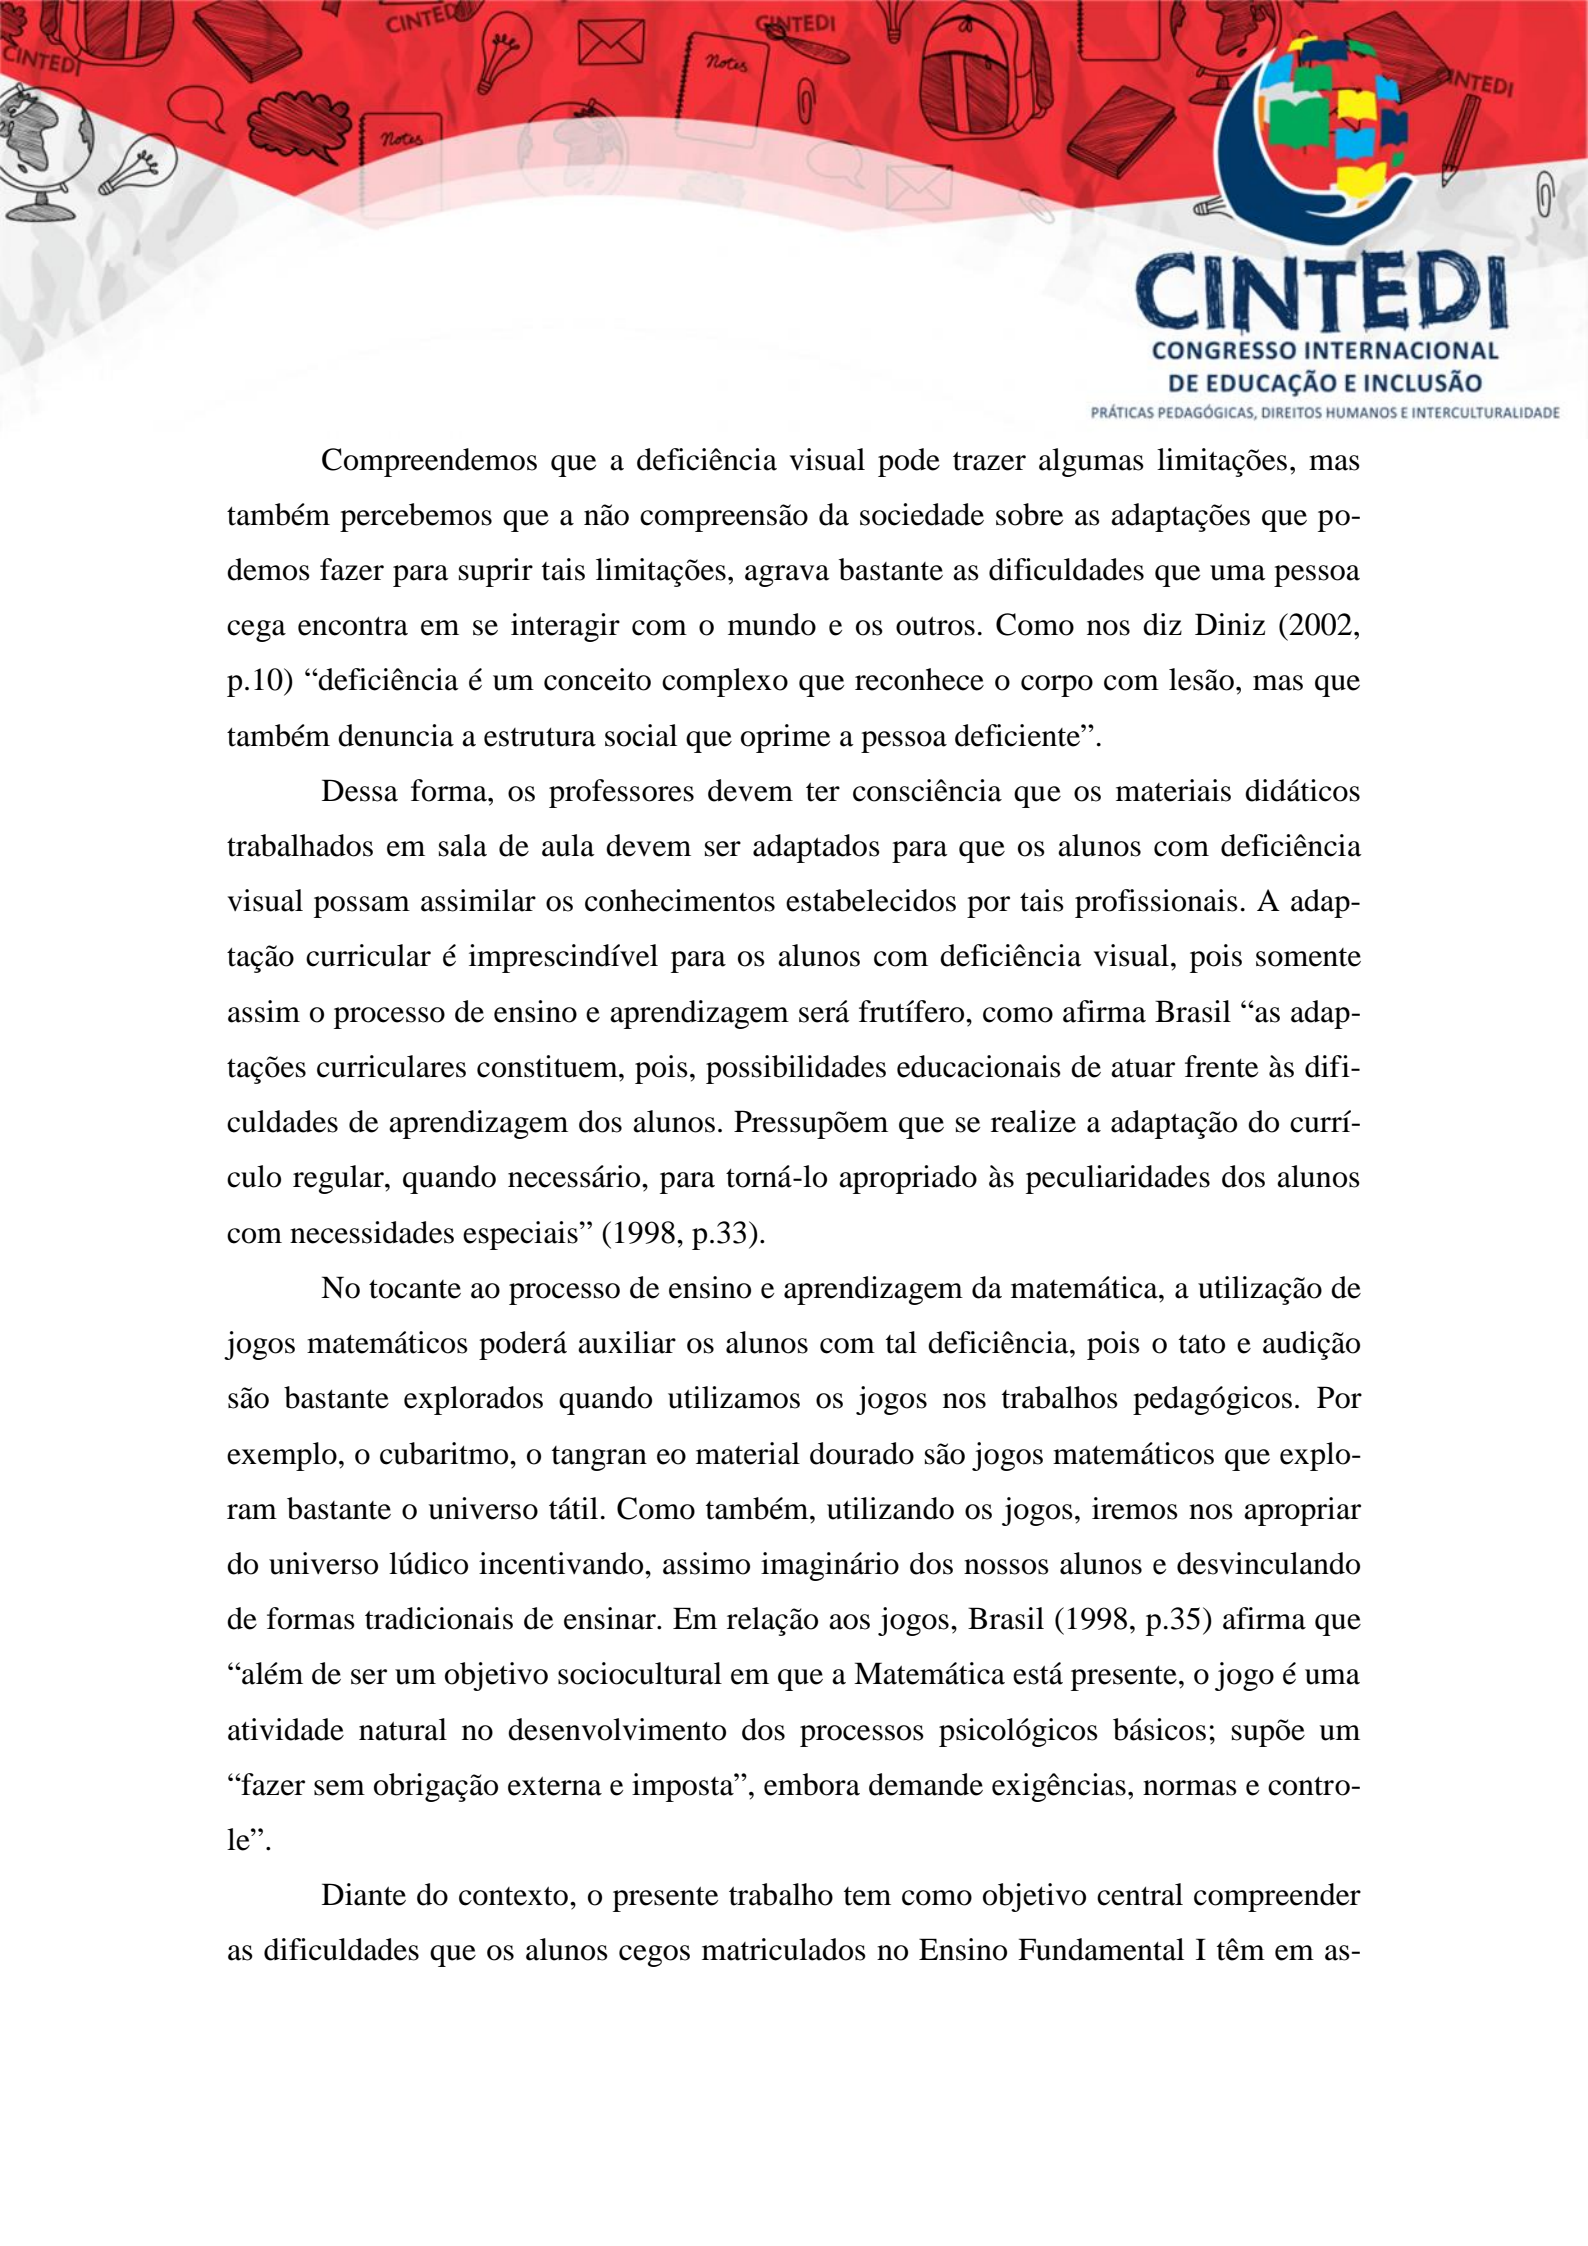 CINTEDI
CINTEDI
CINTEDI
CINTEDI
Notes
Notes
CINTEDI
CONGRESSO INTERNACIONAL
DE EDUCAÇÃO E INCLUSÃO
PRÁTICAS PEDAGÓGICAS, DIREITOS HUMANOS E INTERCULTURALIDADE
Compreendemos que a deficiência visual pode trazer algumas limitações, mas
também percebemos que a não compreensão da sociedade sobre as adaptações que po-
demos fazer para suprir tais limitações, agrava bastante as dificuldades que uma pessoa
cega encontra em se interagir com o mundo e os outros. Como nos diz Diniz (2002,
p.10) “deficiência é um conceito complexo que reconhece o corpo com lesão, mas que
também denuncia a estrutura social que oprime a pessoa deficiente”.
Dessa forma, os professores devem ter consciência que os materiais didáticos
trabalhados em sala de aula devem ser adaptados para que os alunos com deficiência
visual possam assimilar os conhecimentos estabelecidos por tais profissionais. A adap-
tação curricular é imprescindível para os alunos com deficiência visual, pois somente
assim o processo de ensino e aprendizagem será frutífero, como afirma Brasil “as adap-
tações curriculares constituem, pois, possibilidades educacionais de atuar frente às difi-
culdades de aprendizagem dos alunos. Pressupõem que se realize a adaptação do currí-
culo regular, quando necessário, para torná-lo apropriado às peculiaridades dos alunos
com necessidades especiais” (1998, p.33).
No tocante ao processo de ensino e aprendizagem da matemática, a utilização de
jogos matemáticos poderá auxiliar os alunos com tal deficiência, pois o tato e audição
são bastante explorados quando utilizamos os jogos nos trabalhos pedagógicos. Por
exemplo, o cubaritmo, o tangran eo material dourado são jogos matemáticos que explo-
ram bastante o universo tátil. Como também, utilizando os jogos, iremos nos apropriar
do universo lúdico incentivando, assimo imaginário dos nossos alunos e desvinculando
de formas tradicionais de ensinar. Em relação aos jogos, Brasil (1998, p.35) afirma que
“além de ser um objetivo sociocultural em que a Matemática está presente, o jogo é uma
atividade natural no desenvolvimento dos processos psicológicos básicos; supõe um
“fazer sem obrigação externa e imposta”, embora demande exigências, normas e contro-
le”.
Diante do contexto, o presente trabalho tem como objetivo central compreender
as dificuldades que os alunos cegos matriculados no Ensino Fundamental I têm em as-